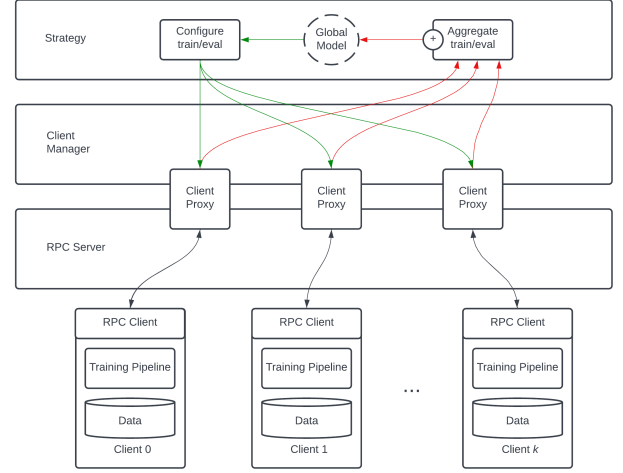 Strategy
Configure
train/eval
Global
Model
+
Aggregate
train/eval
Client
Manager
Client
Proxy
Client
Proxy
Client
Proxy
RPC Server
RPC Client
RPC Client
RPC Client
Training Pipeline
Training Pipeline
Training Pipeline
...
Data
Data
Data
Client 0
Client 1
Client k